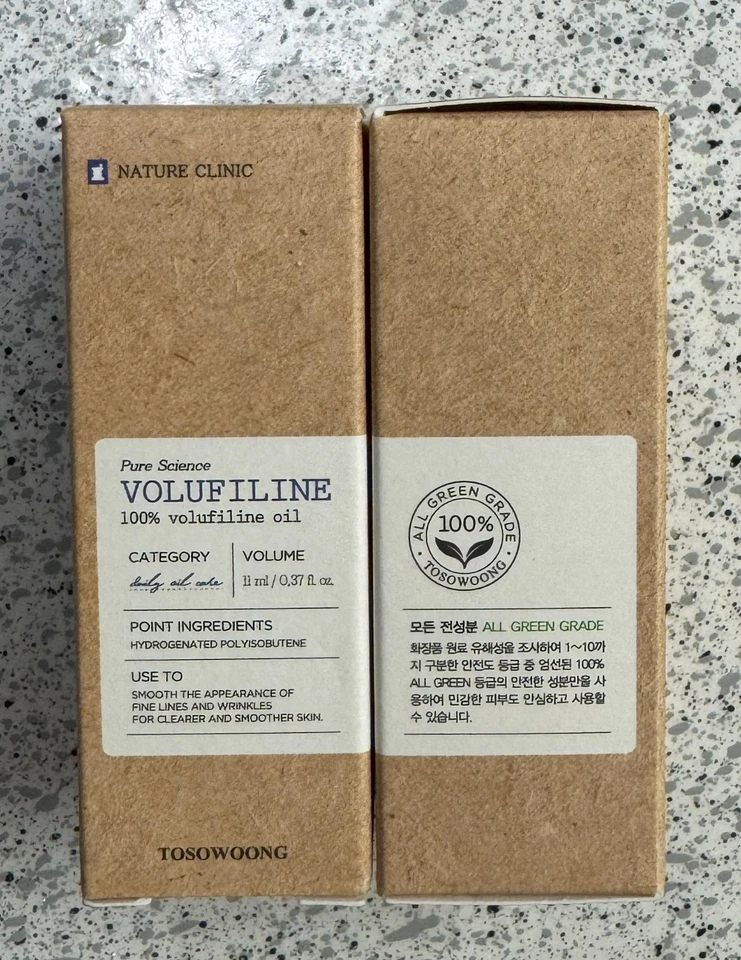 NATURE CLINIC
Pure Science
VOLUFILINE
100% volufiline oil
CATEGORY
daily oil care
VOLUME
11 ml / 0,37 fl. oz.
POINT INGREDIENTS
HYDROGENATED POLYISOBUTENE
USE TO
SMOOTH THE APPEARANCE OF
FINE LINES AND WRINKLES
FOR CLEARER AND SMOOTHER SKIN.
TOSOWOONG
ALL GREEN GRADE
100%
TOSOWOONG
모든 전성분 ALL GREEN GRADE
화장품 원료 유해성을 조사하여 1~10까
지 구분한 안전도 등급 중 엄선된 100%
ALL GREEN 등급의 안전한 성분만을 사
용하여 민감한 피부도 안심하고 사용할
수 있습니다.